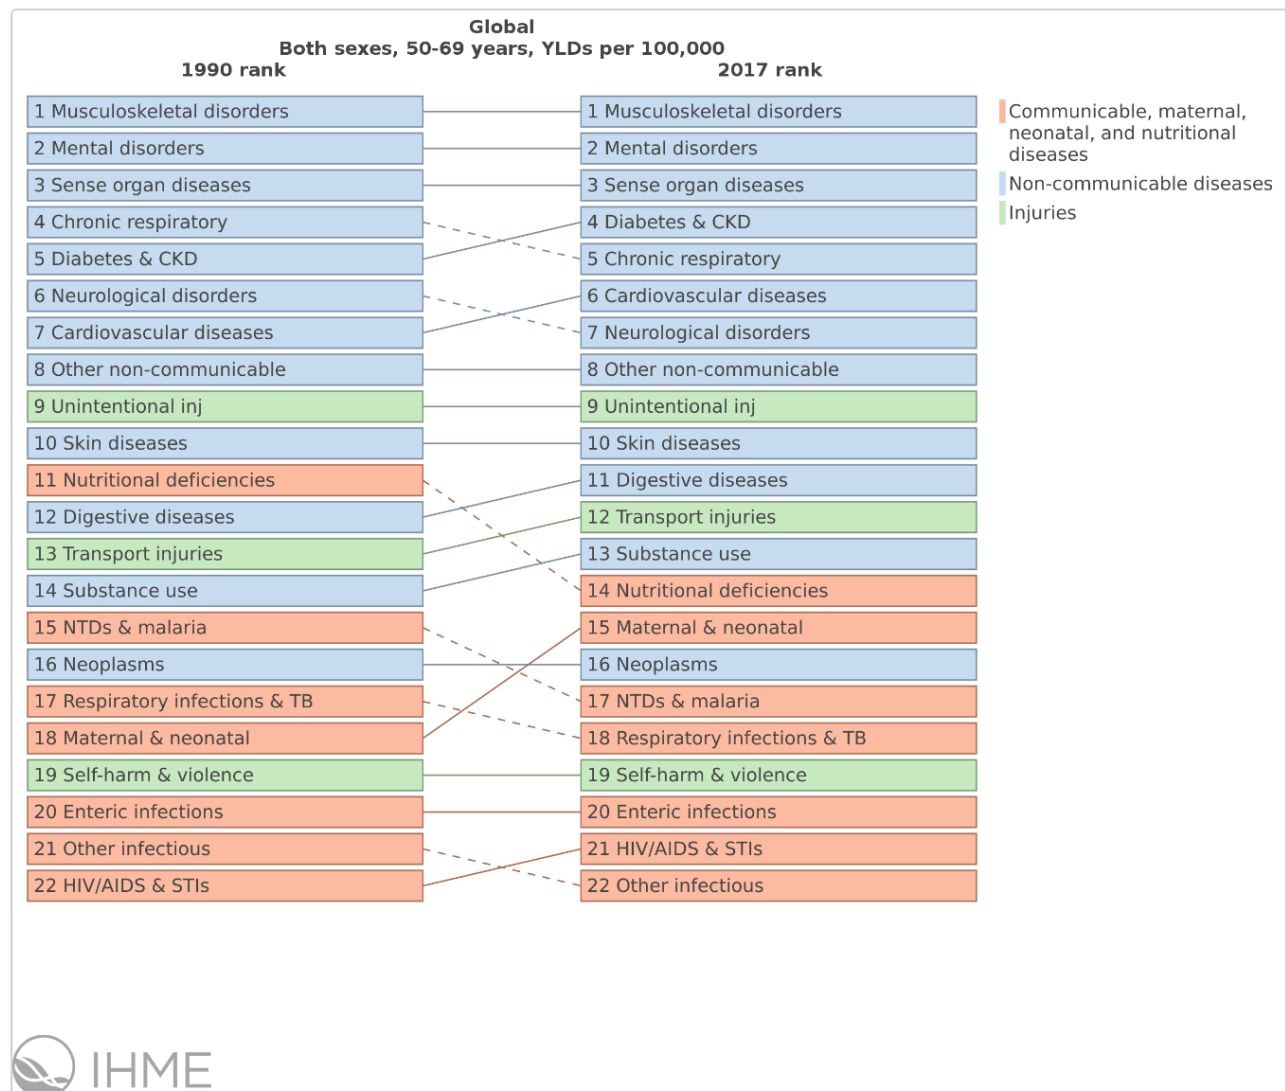 Global
Both sexes, 50-69 years, YLDs per 100,000
1990 rank
2017 rank
1 Musculoskeletal disorders
2 Mental disorders
3 Sense organ diseases
4 Chronic respiratory
5 Diabetes & CKD
6 Neurological disorders
7 Cardiovascular diseases
8 Other non-communicable
9 Unintentional inj
10 Skin diseases
11 Nutritional deficiencies
12 Digestive diseases
13 Transport injuries
14 Substance use
15 NTDs & malaria
16 Neoplasms
17 Respiratory infections & TB
18 Maternal & neonatal
19 Self-harm & violence
20 Enteric infections
21 Other infectious
22 HIV/AIDS & STIs
1 Musculoskeletal disorders
2 Mental disorders
3 Sense organ diseases
4 Diabetes & CKD
5 Chronic respiratory
6 Cardiovascular diseases
7 Neurological disorders
8 Other non-communicable
9 Unintentional inj
10 Skin diseases
11 Digestive diseases
12 Transport injuries
13 Substance use
14 Nutritional deficiencies
15 Maternal & neonatal
16 Neoplasms
17 NTDs & malaria
18 Respiratory infections & TB
19 Self-harm & violence
20 Enteric infections
21 HIV/AIDS & STIs
22 Other infectious
Communicable, maternal,
neonatal, and nutritional
diseases
Non-communicable diseases
Injuries
IHME